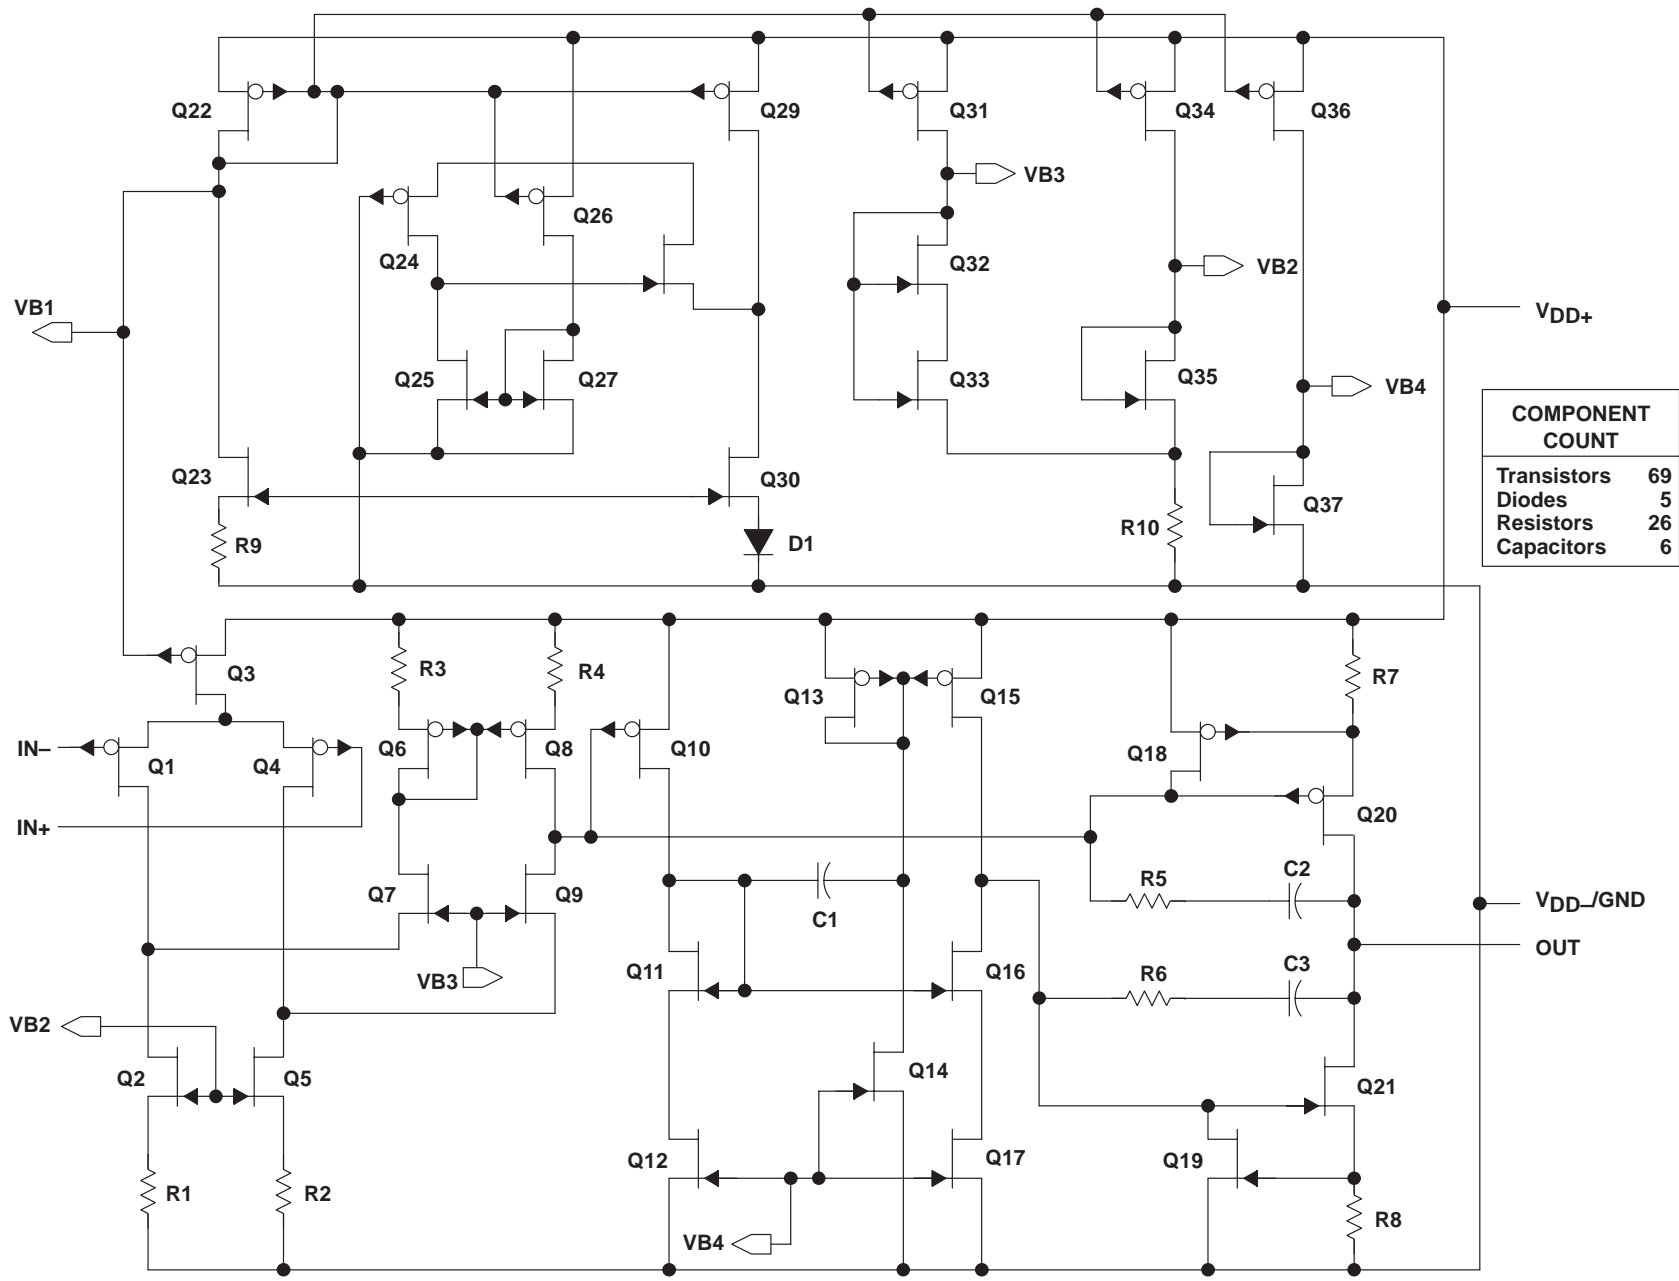 Q22
Q29
Q31
Q34
Q36
VB3
Q26
Q24
Q32
VB2
VB1
VDD+
Q25
Q27
Q33
Q35
VB4
COMPONENT
COUNT
Transistors 69
Diodes 5
Resistors 26
Capacitors 6
Q23
Q30
Q37
R9
D1
R10
Q3
R3
R4
Q13
Q15
R7
IN–
Q1
Q4
Q6
Q8
Q10
Q18
IN+
Q20
Q7
Q9
C1
R5
C2
VDD–/GND
OUT
VB3
Q11
Q16
R6
C3
VB2
Q2
Q5
Q14
Q21
Q12
Q17
Q19
R1
R2
R8
VB4